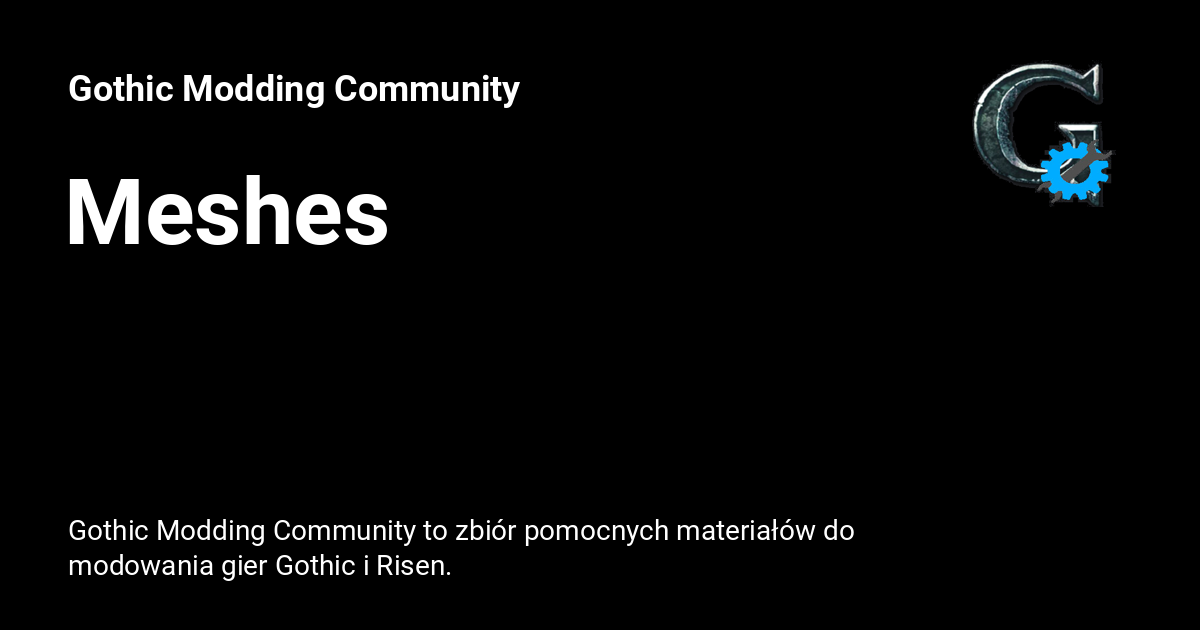 Gothic Modding Community
Meshes
Gothic Modding Community to zbiór pomocnych materiałów do
modowania gier Gothic i Risen.